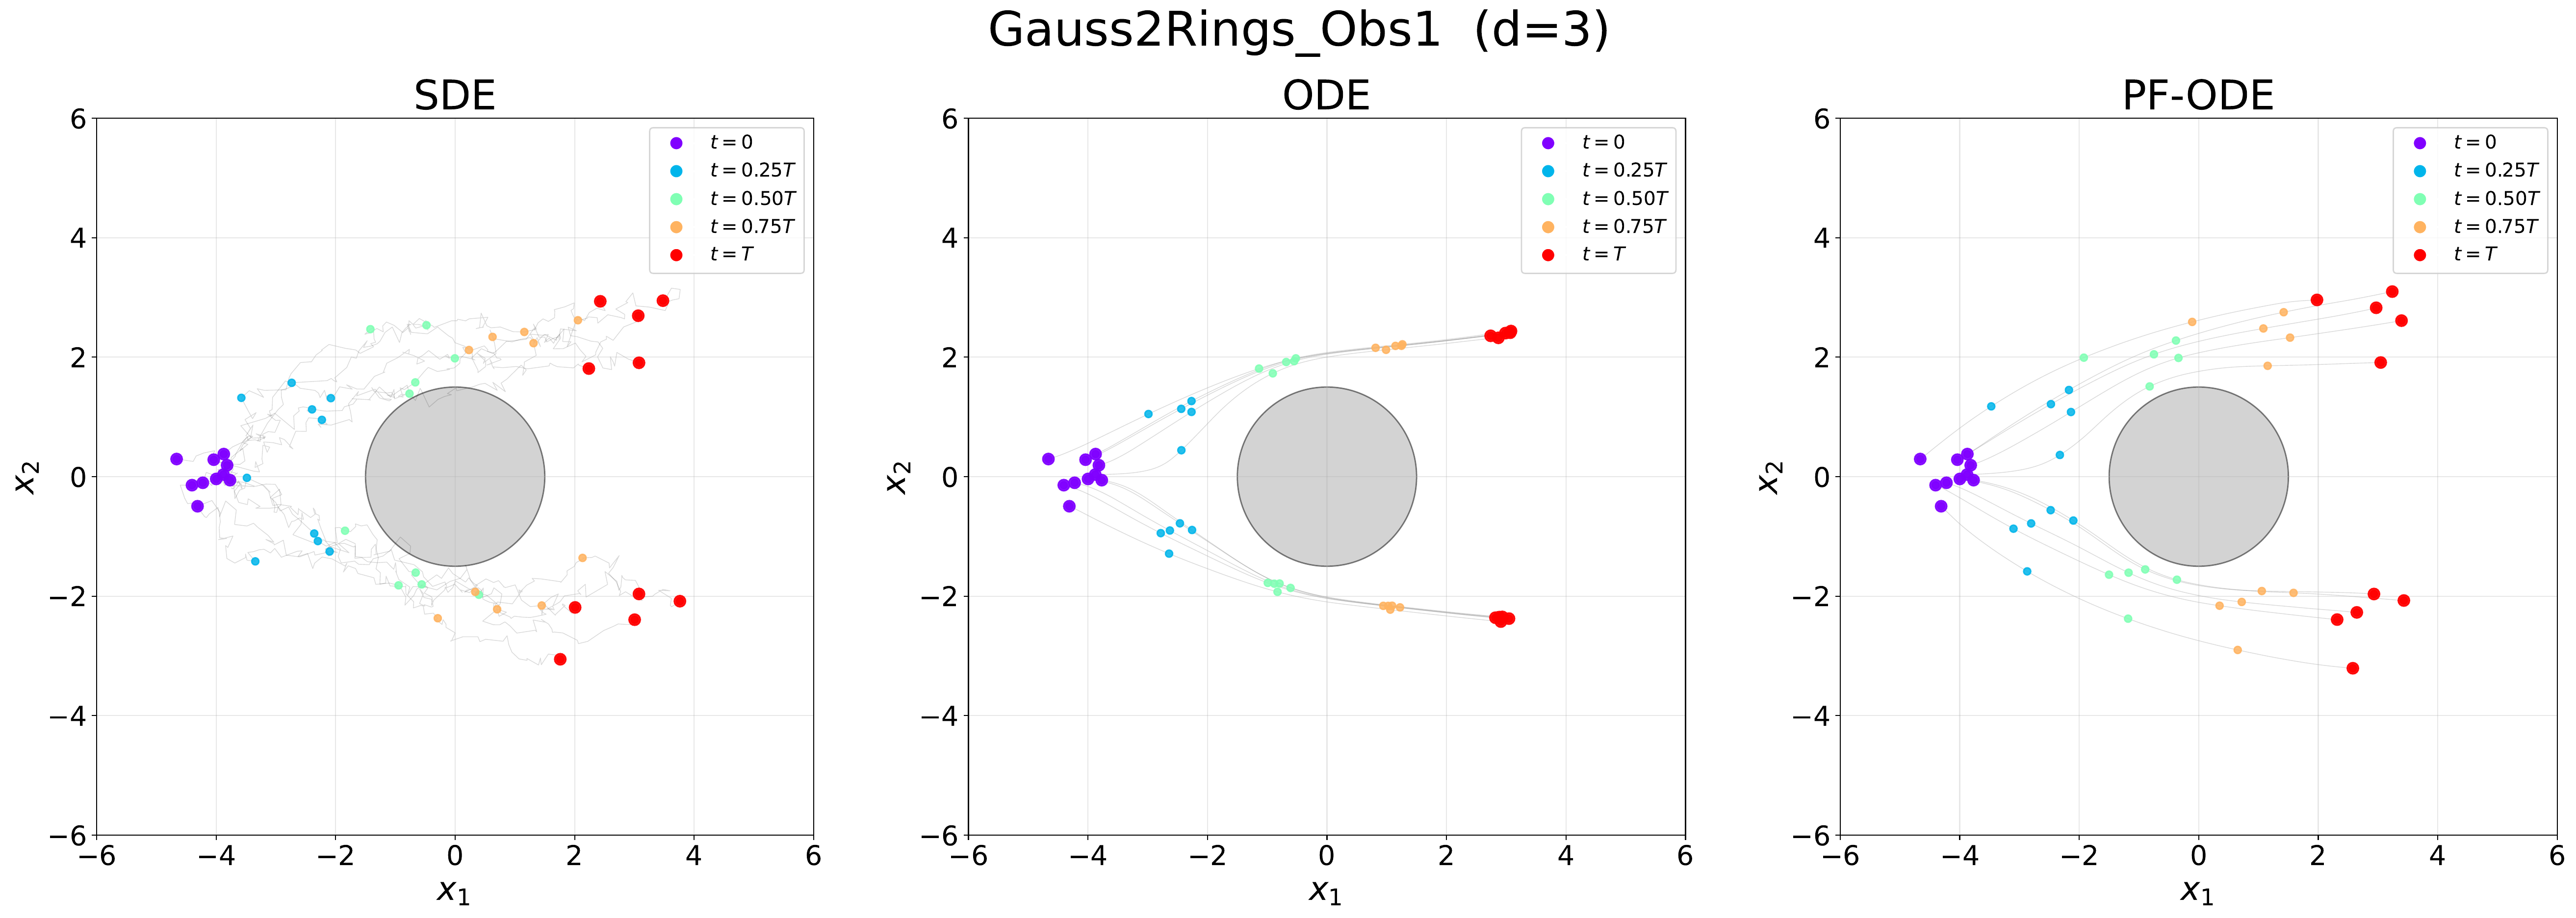 Gauss2Rings_Obs1 (d=3)
SDE
6
4
2
0
−2
−4
−6
−6 −4 −2 0 2 4 6
x₂
x₁
t = 0
t = 0.25T
t = 0.50T
t = 0.75T
t = T
ODE
6
4
2
0
−2
−4
−6
−6 −4 −2 0 2 4 6
x₂
x₁
t = 0
t = 0.25T
t = 0.50T
t = 0.75T
t = T
PF-ODE
6
4
2
0
−2
−4
−6
−6 −4 −2 0 2 4 6
x₂
x₁
t = 0
t = 0.25T
t = 0.50T
t = 0.75T
t = T